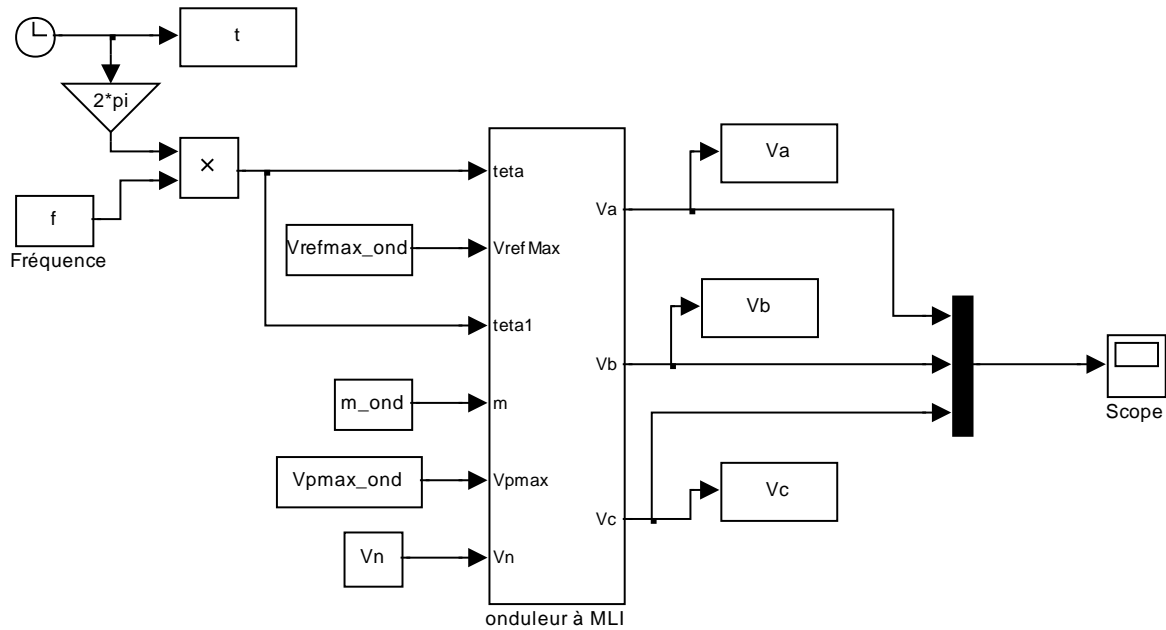 t
2*pi
×
f
Fréquence
teta
Vrefmax_ond
VrefMax
teta1
m_ond
m
Vpmax_ond
Vpmax
Vn
Vn
Va
Vb
Vc
onduleur à MLI
Va
Vb
Vc
Scope